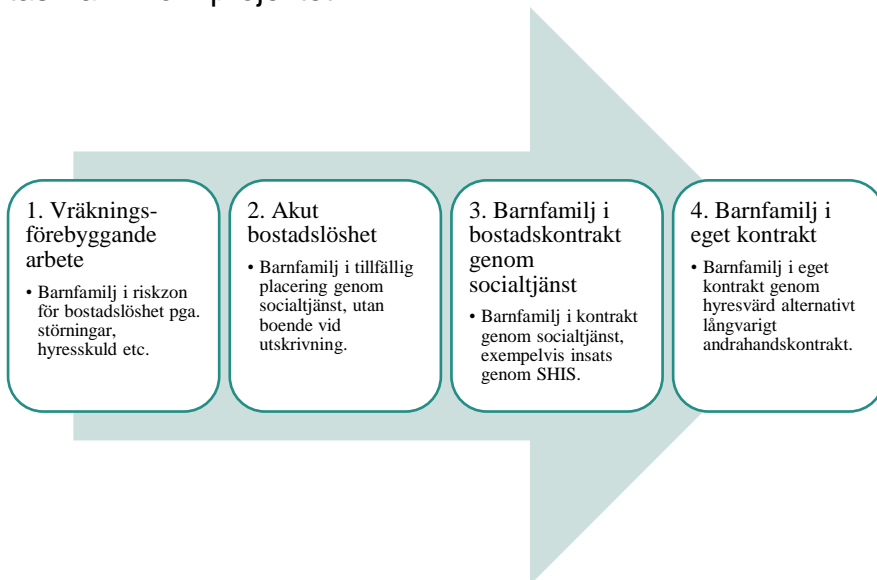 1. Vräknings-
förebyggande
arbete
• Barnfamilj i riskzon
för bostadslöshet pga.
störningar,
hyresskuld etc.
2. Akut
bostadslöshet
• Barnfamilj i tillfällig
placering genom
socialtjänst, utan
boende vid
utskrivning.
3. Barnfamilj i
bostadskontrakt
genom
socialtjänst
• Barnfamilj i kontrakt
genom socialtjänst,
exempelvis insats
genom SHIS.
4. Barnfamilj i
eget kontrakt
• Barnfamilj i eget
kontrakt genom
hyresvärd alternativt
långvarigt
andrahandskontrakt.